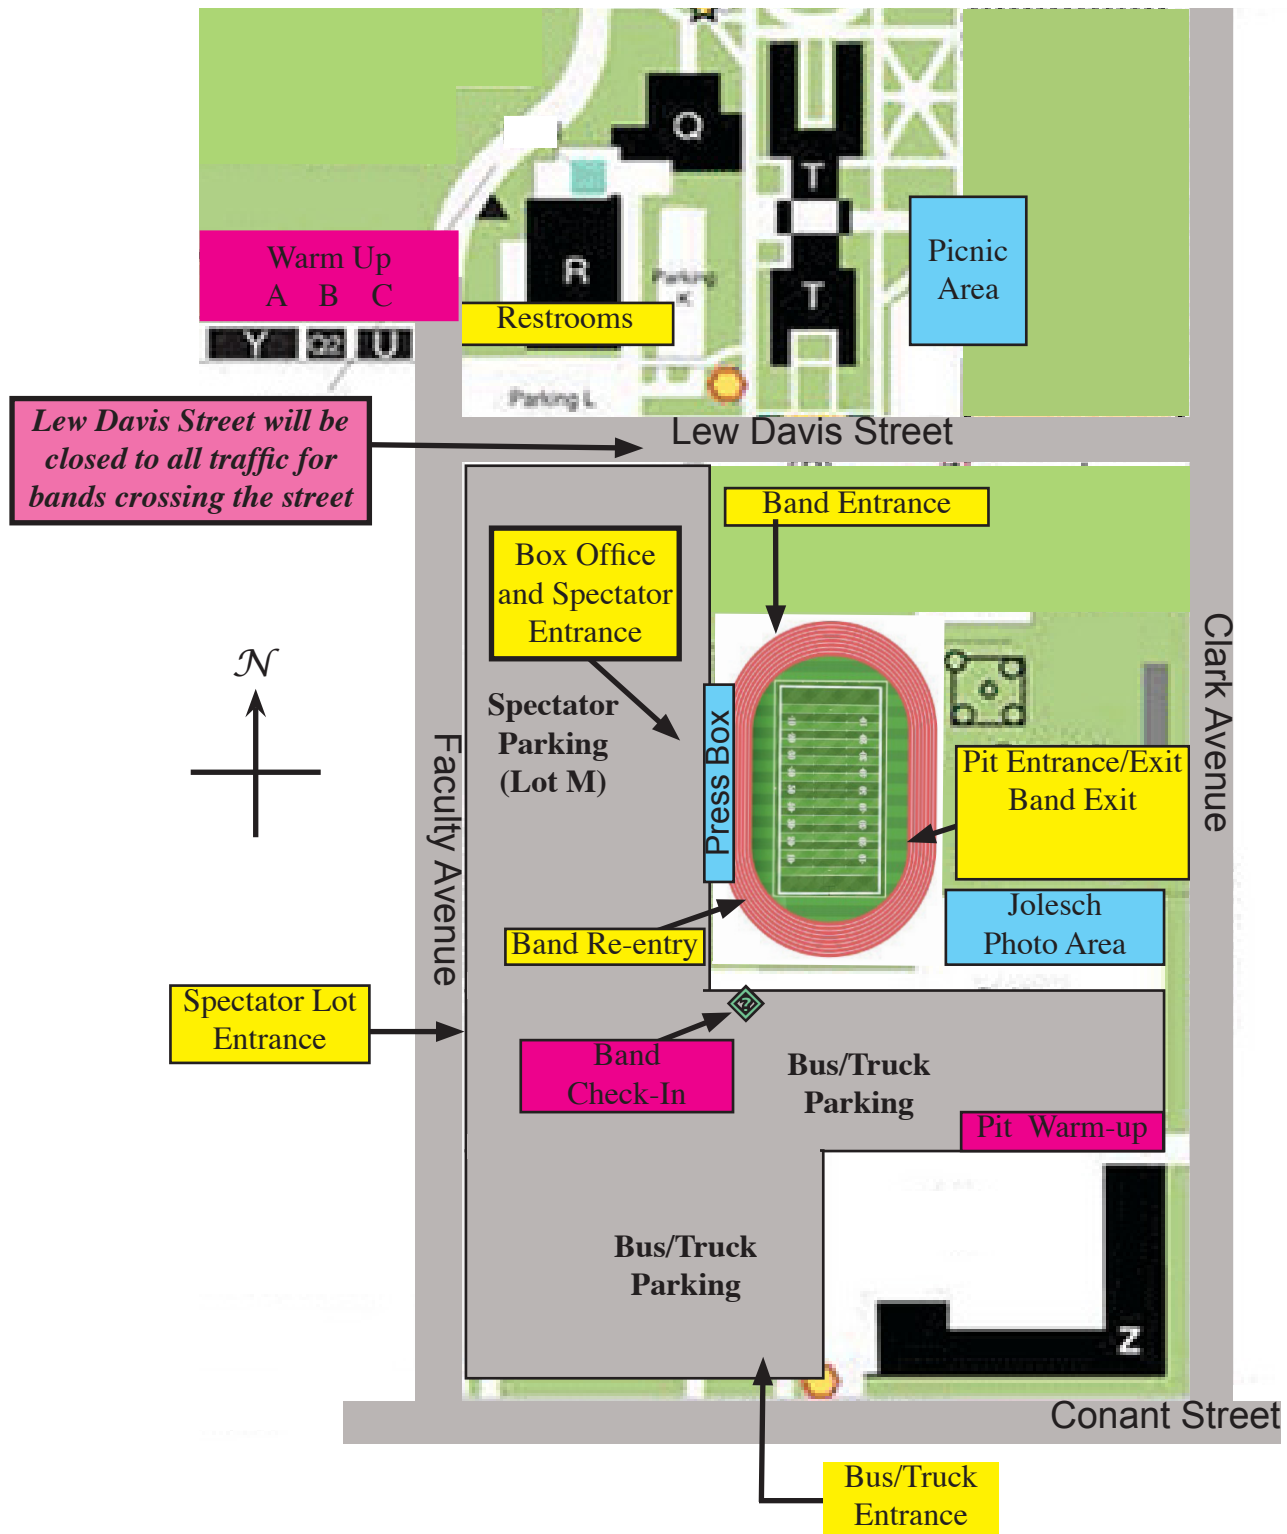 Q
T
Warm Up
A B C
R
Parking
K
T
Picnic
Area
Restrooms
Y
U
Parking L
Lew Davis Street will be
closed to all traffic for
bands crossing the street
Lew Davis Street
Band Entrance
Box Office
and Spectator
Entrance
N
Spectator
Parking
(Lot M)
Press Box
Faculty Avenue
Clark Avenue
Pit Entrance/Exit
Band Exit
Jolesch
Photo Area
Band Re-entry
Spectator Lot
Entrance
Band
Check-In
Bus/Truck
Parking
Pit Warm-up
Bus/Truck
Parking
Z
Conant Street
Bus/Truck
Entrance